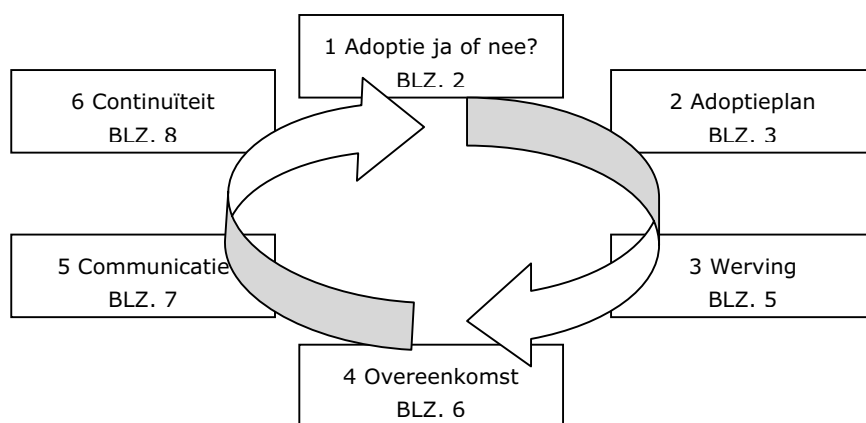 1 Adoptie ja of nee?
BLZ. 2
2 Adoptieplan
BLZ. 3
3 Werving
BLZ. 5
4 Overeenkomst
BLZ. 6
5 Communicatie
BLZ. 7
6 Continuïteit
BLZ. 8